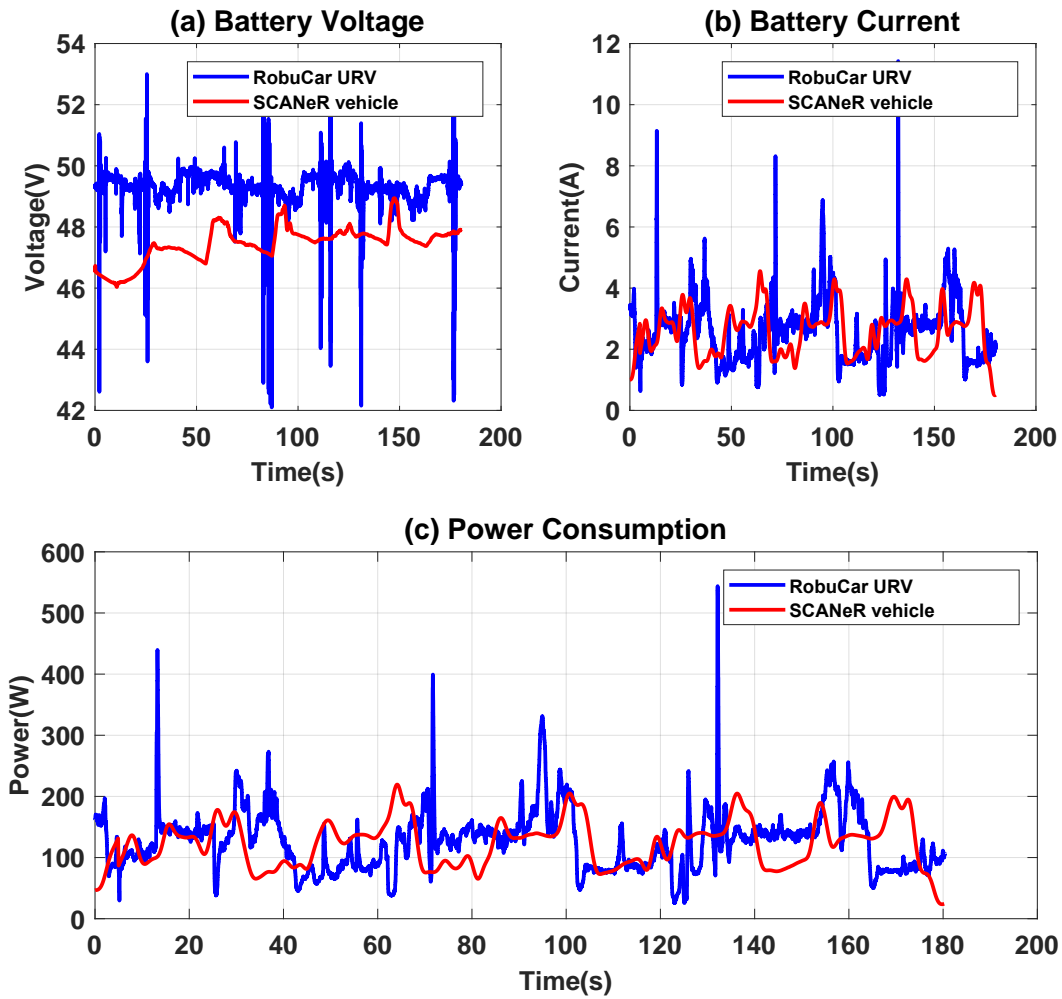 (a) Battery Voltage
54
52
50
48
46
44
42
Voltage(V)
RobuCar URV
SCANeR vehicle
0 50 100 150 200
Time(s)
(b) Battery Current
12
10
8
6
4
2
0
Current(A)
RobuCar URV
SCANeR vehicle
0 50 100 150 200
Time(s)
(c) Power Consumption
600
500
400
300
200
100
0
Power(W)
RobuCar URV
SCANeR vehicle
0 20 40 60 80 100 120 140 160 180 200
Time(s)